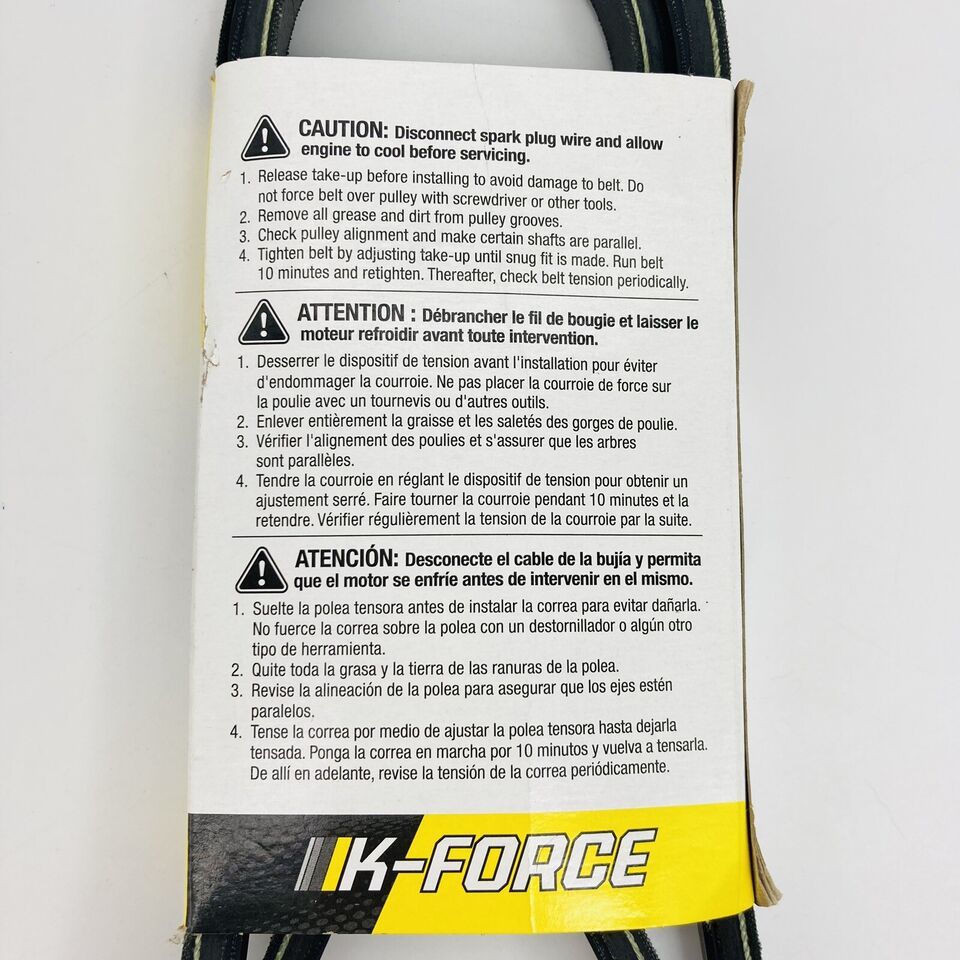 CAUTION: Disconnect spark plug wire and allow
engine to cool before servicing.
1. Release take-up before installing to avoid damage to belt. Do
not force belt over pulley with screwdriver or other tools.
2. Remove all grease and dirt from pulley grooves.
3. Check pulley alignment and make certain shafts are parallel.
4. Tighten belt by adjusting take-up until snug fit is made. Run belt
10 minutes and retighten. Thereafter, check belt tension periodically.
ATTENTION : Débrancher le fil de bougie et laisser le
moteur refroidir avant toute intervention.
1. Desserrer le dispositif de tension avant l'installation pour éviter
d'endommager la courroie. Ne pas placer la courroie de force sur
la poulie avec un tournevis ou d'autres outils.
2. Enlever entièrement la graisse et les saletés des gorges de poulie.
3. Vérifier l'alignement des poulies et s'assurer que les arbres
sont parallèles.
4. Tendre la courroie en réglant le dispositif de tension pour obtenir un
ajustement serré. Faire tourner la courroie pendant 10 minutes et la
retendre. Vérifier régulièrement la tension de la courroie par la suite.
ATENCIÓN: Desconecte el cable de la bujía y permita
que el motor se enfríe antes de intervenir en el mismo.
1. Suelte la polea tensora antes de instalar la correa para evitar dañarla.
No fuerce la correa sobre la polea con un destornillador o algún otro
tipo de herramienta.
2. Quite toda la grasa y la tierra de las ranuras de la polea.
3. Revise la alineación de la polea para asegurar que los ejes estén
paralelos.
4. Tense la correa por medio de ajustar la polea tensora hasta dejarla
tensada. Ponga la correa en marcha por 10 minutos y vuelva a tensarla.
De allí en adelante, revise la tensión de la correa periódicamente.
K-FORCE